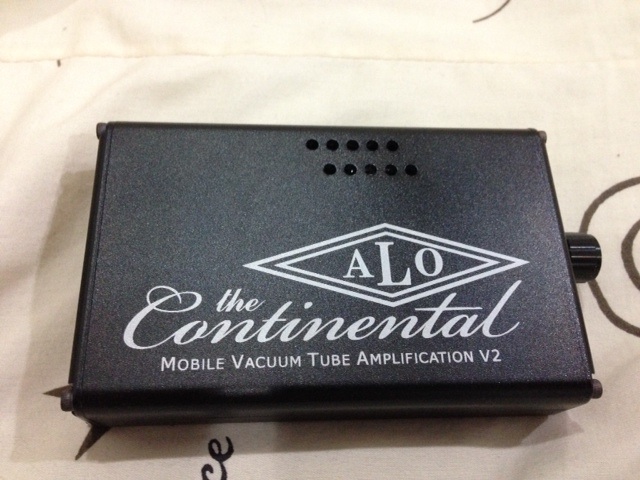 ALO
the
Continental
MOBILE VACUUM TUBE AMPLIFICATION V2